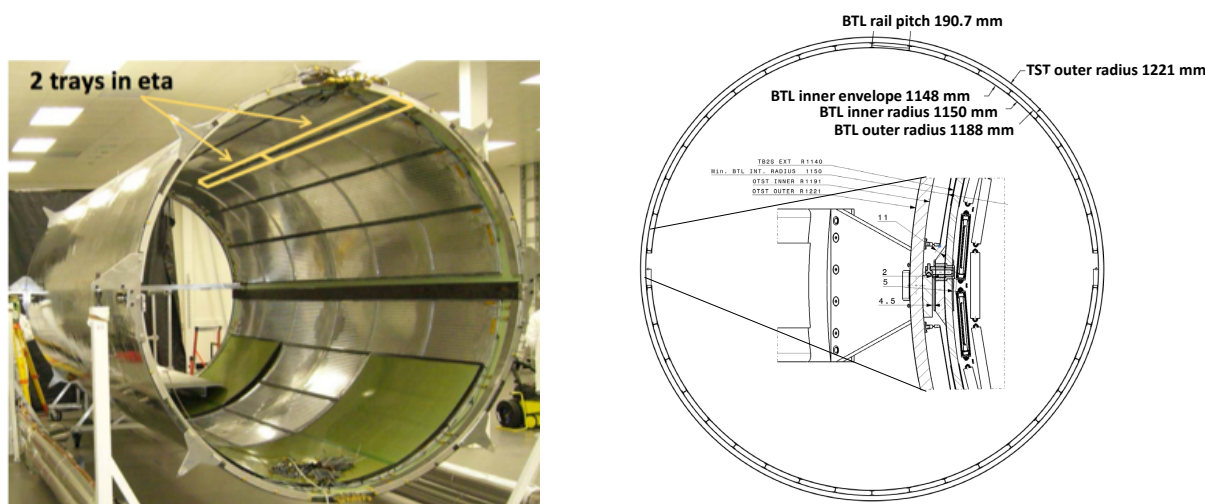 2 trays in eta
BTL rail pitch 190.7 mm
TST outer radius 1221 mm
BTL inner envelope 1148 mm
BTL inner radius 1150 mm
BTL outer radius 1188 mm
TB2S EXT R1140
Min. BTL INT. RADIUS 1150
OTST INNER R1191
OTST OUTER R1221
11
2
5
4.5